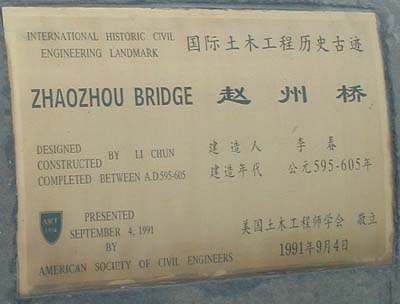 INTERNATIONAL HISTORIC CIVIL
ENGINEERING LANDMARK
国际土木工程历史古迹
ZHAOZHOU BRIDGE
赵州桥
DESIGNED
CONSTRUCTED BY LI CHUN
COMPLETED BETWEEN A.D.595-605
建造人 李春
建造年代 公元595-605年
ASCE
1852
PRESENTED
SEPTEMBER 4, 1991
BY
AMERICAN SOCIETY OF CIVIL ENGINEERS
美国土木工程师学会 敬立
1991年9月4日